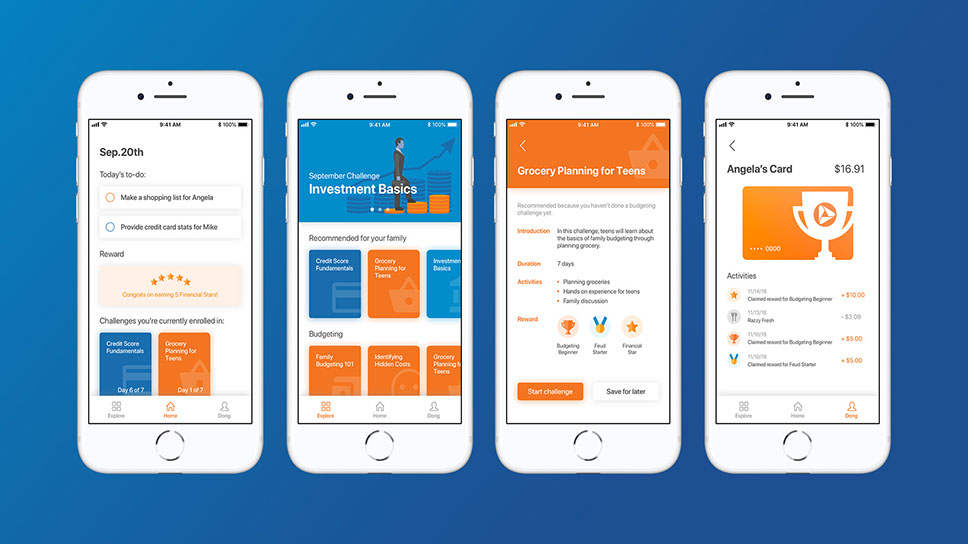 9:41 AM
100%
Sep.20th
Today's to-do:
Make a shopping list for Angela
Provide credit card stats for Mike
Reward
Congrats on earning 5 Financial Stars!
Challenges you're currently enrolled in:
Credit Score
Fundamentals
Day 6 of 7
Grocery
Planning for
Teens
Day 1 of 7
Explore
Home
Dong
9:41 AM
100%
September Challenge
Investment Basics
Recommended for your family
Credit Score
Fundamentals
Grocery
Planning for
Teens
Investmen
Basics
Budgeting
Family
Budgeting 101
Identifying
Hidden Costs
Grocery
Planning fo
Teens
Explore
Home
Dong
9:41 AM
100%
Grocery Planning for Teens
Recommended because you haven't done a budgeting
challenge yet.
Introduction
In this challenge, teens will learn about
the basics of family budgeting through
planning grocery.
Duration
7 days
Activities
• Planning groceries
• Hands on experience for teens
• Family discussion
Reward
Budgeting
Beginner
Feud
Starter
Financial
Star
Start challenge
Save for later
9:41 AM
100%
Angela's Card
$16.91
•••• 0000
Activities
11/14/18
Claimed reward for Budgeting Beginner
+ $10.00
11/13/18
Razzy Fresh
- $3.09
11/10/18
Claimed reward for Budgeting Beginner
+ $5.00
11/10/18
Claimed reward for Feud Starter
+ $5.00
Explore
Home
Dong